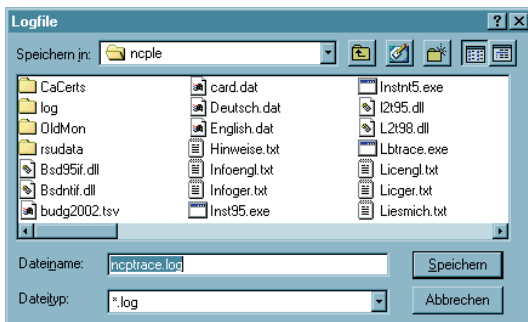 Logfile
Speichern in: ncple
CaCerts
log
OldMon
rsudata
Bsd95if.dll
Bsdntif.dll
budg2002.tsv
card.dat
Deutsch.dat
English.dat
Hinweise.txt
Infoengl.txt
Infoger.txt
Inst95.exe
Instnt5.exe
l2t95.dll
L2t98.dll
Lbtrace.exe
Licengl.txt
Licger.txt
Liesmich.txt
Dateiname: ncptrace.log Speichern
Dateityp: *.log Abbrechen